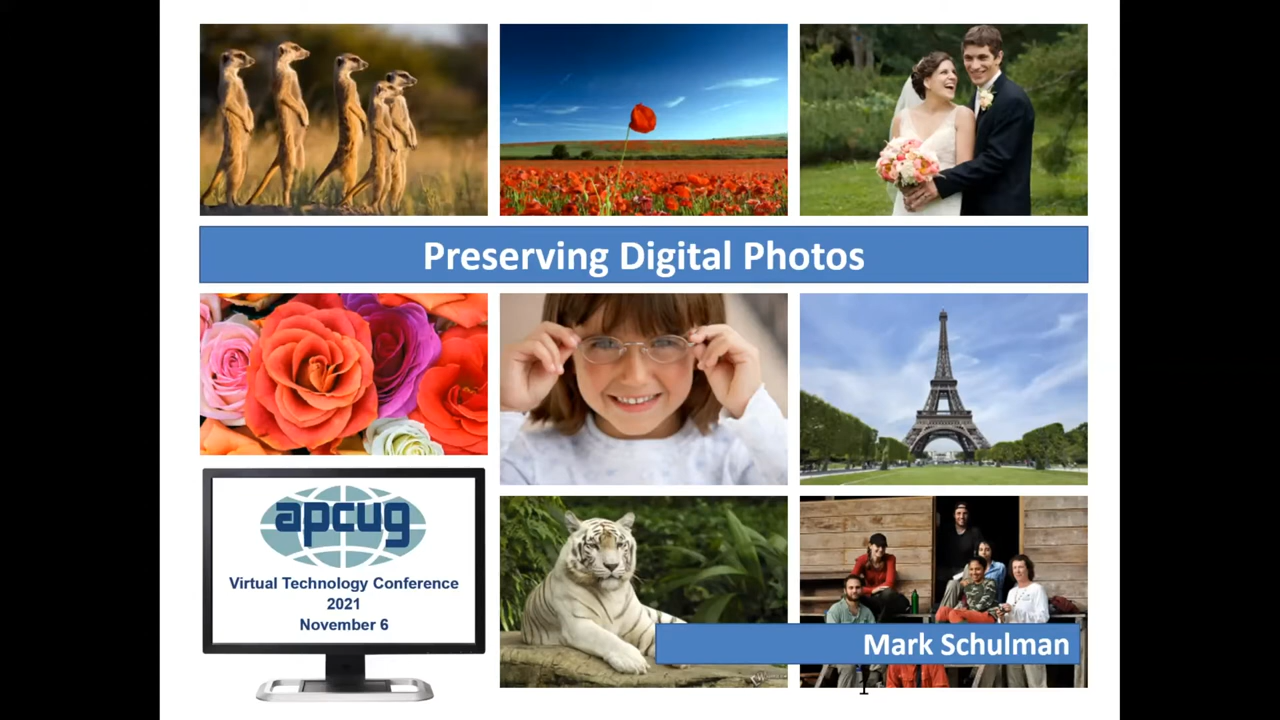 Preserving Digital Photos
apcug
Virtual Technology Conference
2021
November 6
Mark Schulman